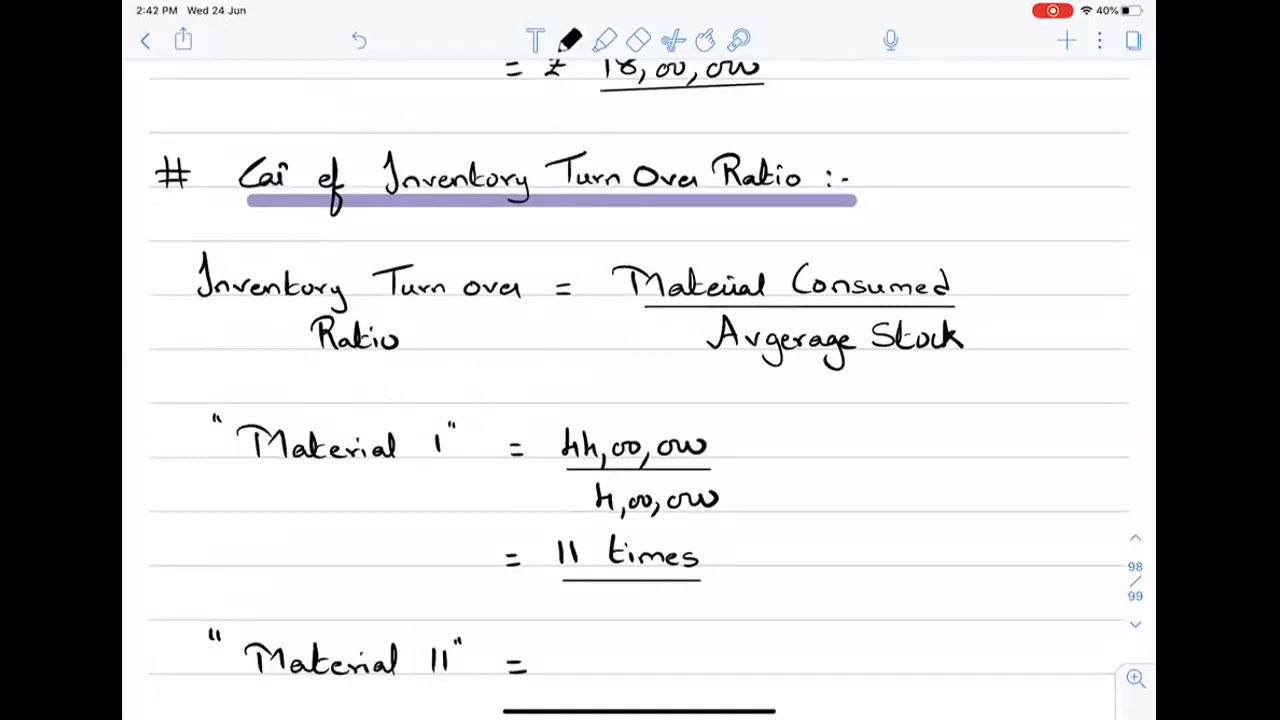 2:42 PM Wed 24 Jun 40%
= ₹ 18,00,000
# Cal of Inventory Turn Over Ratio :-
Inventory Turn over = Material Consumed
Ratio Avgerage Stock
"Material I" = 44,00,000
4,00,000
= 11 times
98
/
99
"Material II" =